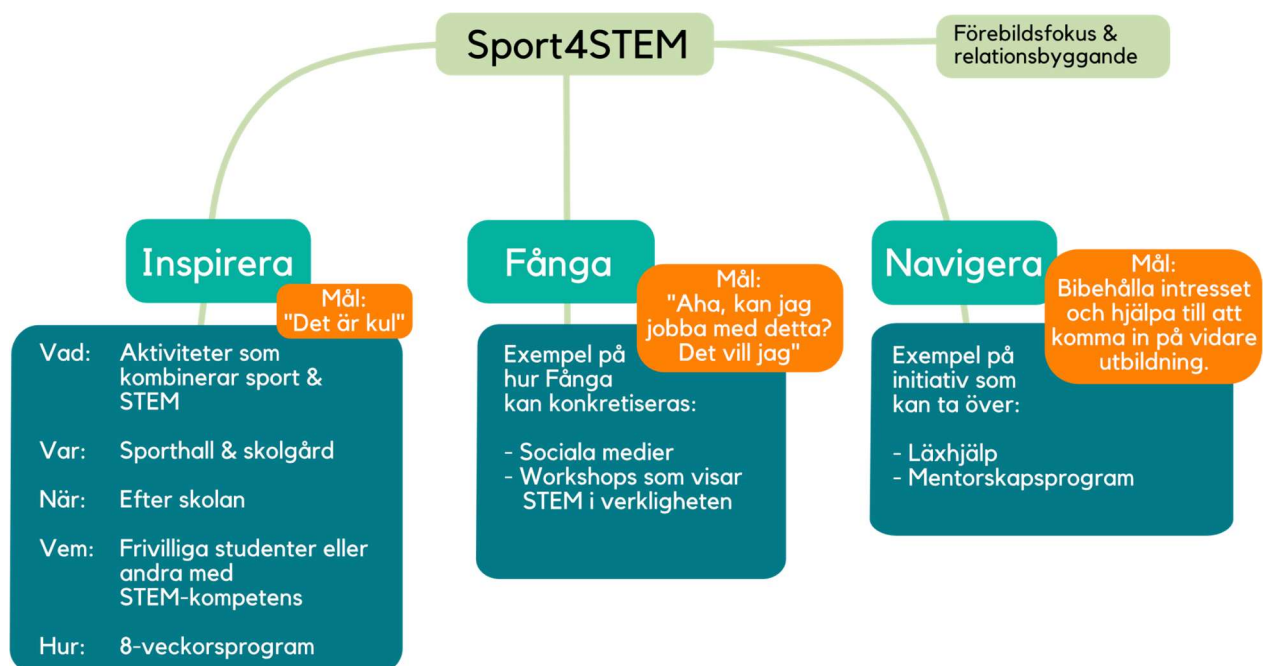 Sport4STEM
Förebildsfokus &
relationsbyggande
Inspirera
Mål:
"Det är kul"
Vad: Aktiviteter som
kombinerar sport &
STEM
Var: Sporthall & skolgård
När: Efter skolan
Vem: Frivilliga studenter eller
andra med
STEM-kompetens
Hur: 8-veckorsprogram
Fånga
Mål:
"Aha, kan jag
jobba med detta?
Det vill jag"
Exempel på
hur Fånga
kan konkretiseras:
- Sociala medier
- Workshops som visar
STEM i verkligheten
Navigera
Mål:
Bibehålla intresset
och hjälpa till att
komma in på vidare
utbildning.
Exempel på
initiativ som
kan ta över:
- Läxhjälp
- Mentorskapsprogram